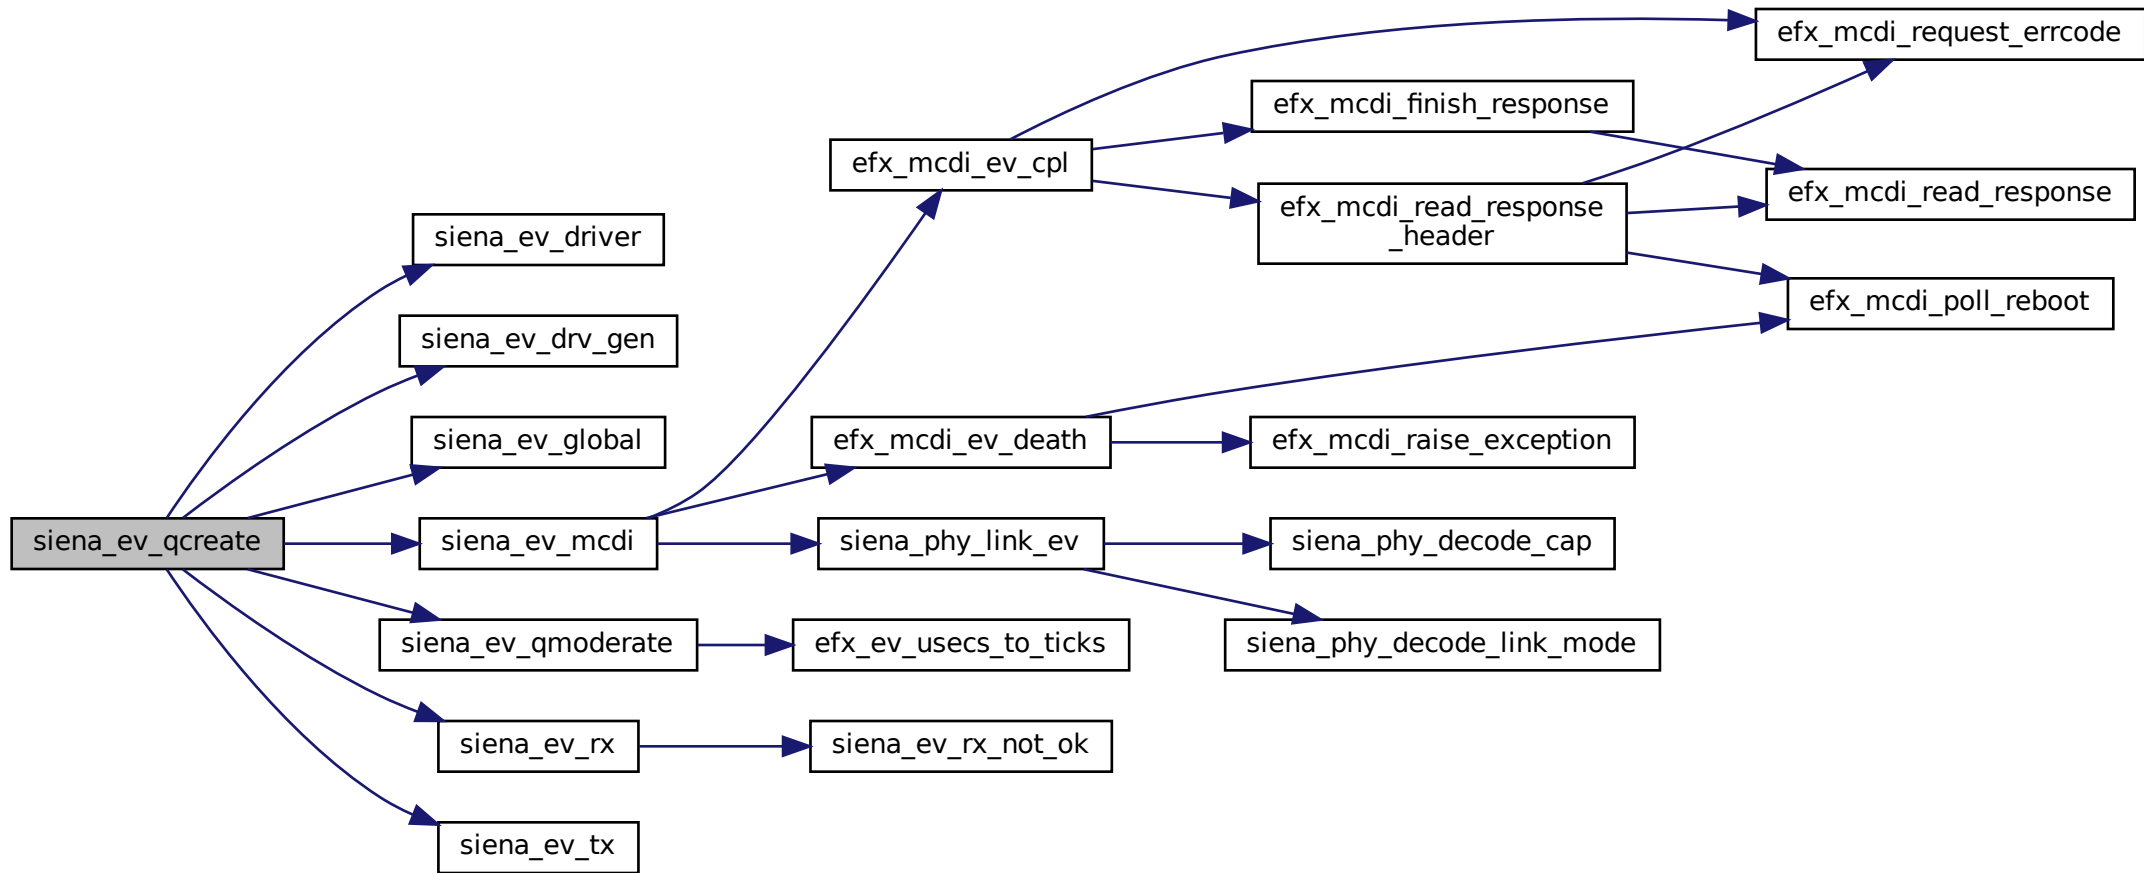 siena_ev_qcreate
siena_ev_driver
siena_ev_drv_gen
siena_ev_global
siena_ev_mcdi
siena_ev_qmoderate
siena_ev_rx
siena_ev_tx
efx_mcdi_ev_cpl
efx_mcdi_ev_death
siena_phy_link_ev
efx_ev_usecs_to_ticks
siena_ev_rx_not_ok
efx_mcdi_finish_response
efx_mcdi_read_response
_header
efx_mcdi_raise_exception
siena_phy_decode_cap
siena_phy_decode_link_mode
efx_mcdi_request_errcode
efx_mcdi_read_response
efx_mcdi_poll_reboot